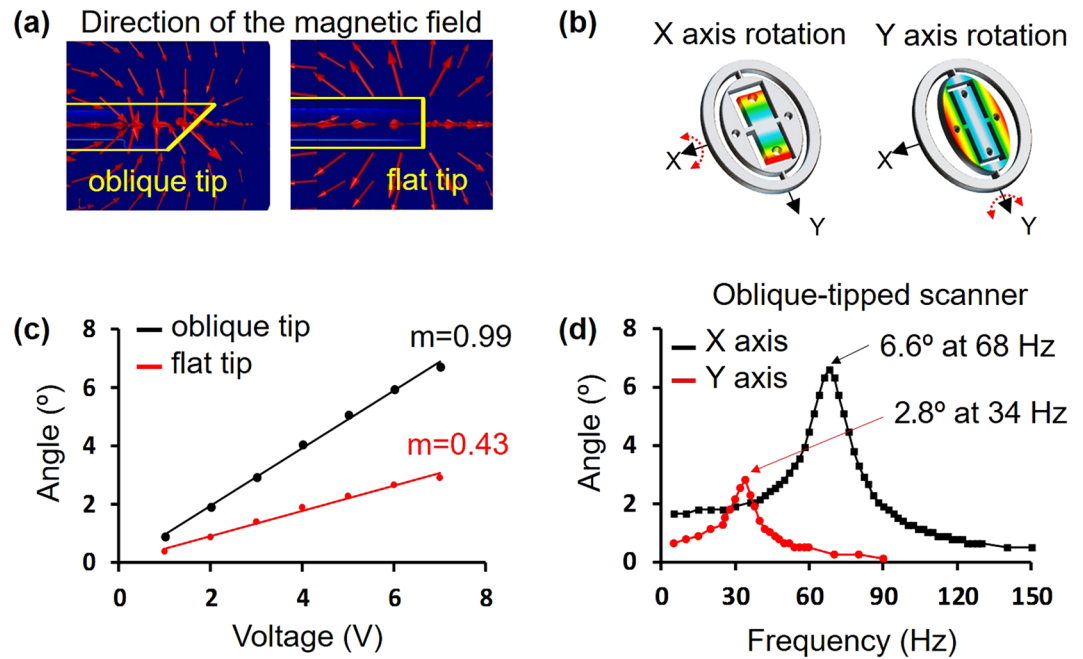 (a) Direction of the magnetic field
oblique tip
flat tip
(b)
X axis rotation
Y axis rotation
X
Y
X
Y
(c)
oblique tip
flat tip
m=0.99
m=0.43
Angle (º)
8
6
4
2
0
0 2 4 6 8
Voltage (V)
Oblique-tipped scanner
(d)
X axis
Y axis
6.6º at 68 Hz
2.8º at 34 Hz
Angle (º)
8
6
4
2
0
0 30 60 90 120 150
Frequency (Hz)